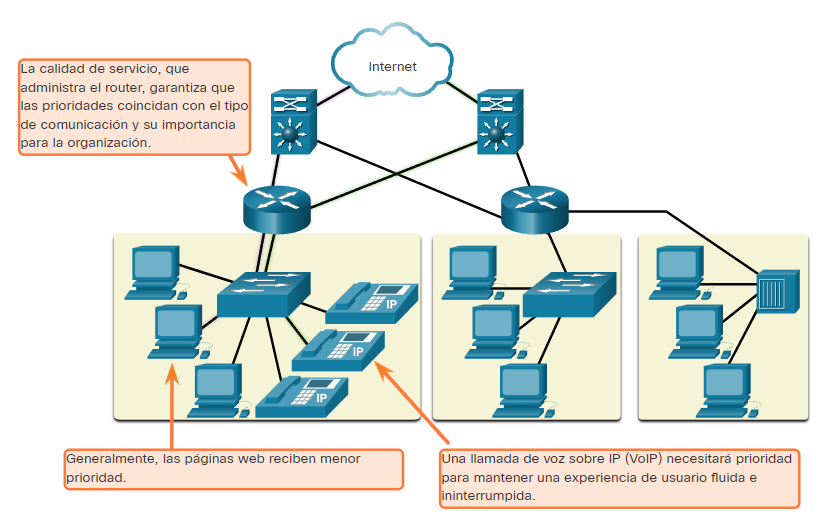 Internet
La calidad de servicio, que
administra el router, garantiza que
las prioridades coincidan con el tipo
de comunicación y su importancia
para la organización.
IP
IP
IP
Generalmente, las páginas web reciben menor
prioridad.
Una llamada de voz sobre IP (VoIP) necesitará prioridad
para mantener una experiencia de usuario fluida e
ininterrumpida.